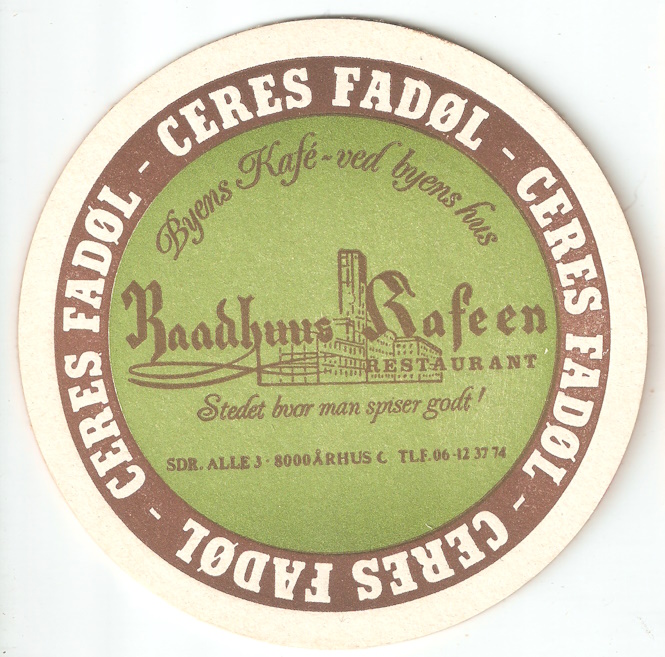 CERES FADØL - CERES FADØL - CERES FADØL - CERES FADØL -
Byens Kafé - ved byens hus
Raadhuus Kafeen
RESTAURANT
Stedet hvor man spiser godt!
SDR. ALLE 3 · 8000 ÅRHUS C TLF. 06 - 12 37 74